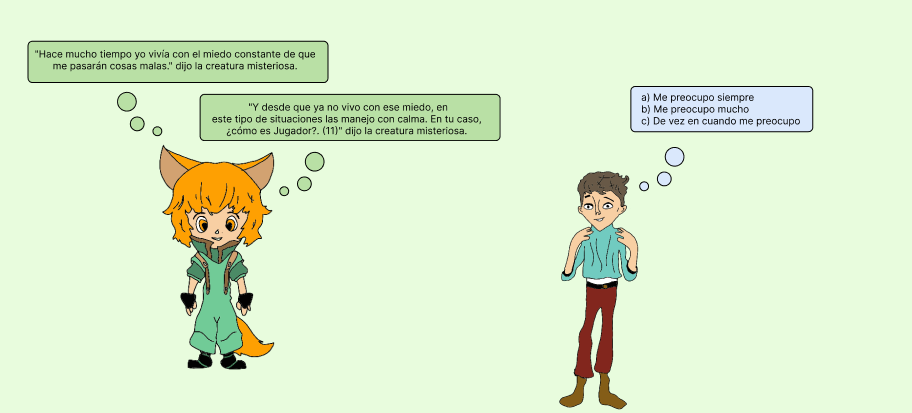 "Hace mucho tiempo yo vivía con el miedo constante de que
me pasarán cosas malas." dijo la creatura misteriosa.
"Y desde que ya no vivo con ese miedo, en
este tipo de situaciones las manejo con calma. En tu caso,
¿cómo es Jugador?. (11)" dijo la creatura misteriosa.
a) Me preocupo siempre
b) Me preocupo mucho
c) De vez en cuando me preocupo